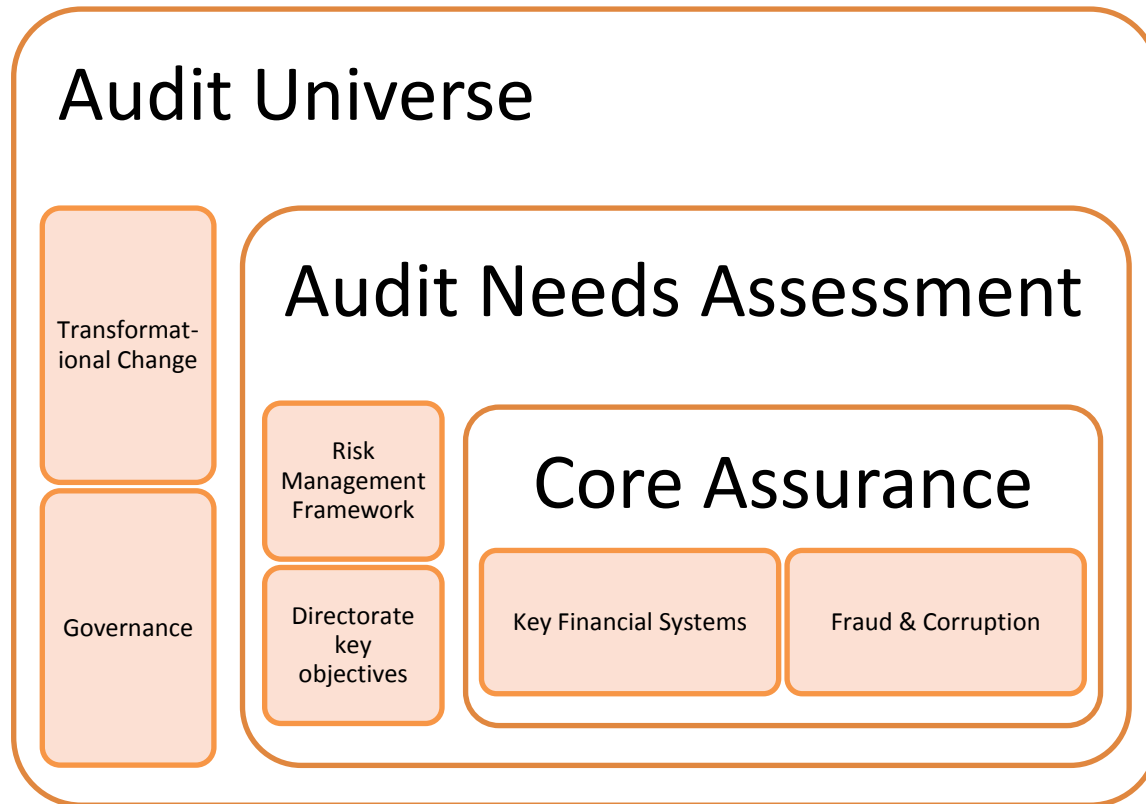 Audit Universe
Audit Needs Assessment
Transformat-
ional Change
Risk
Management
Framework
Core Assurance
Governance
Directorate
key
objectives
Key Financial Systems
Fraud & Corruption